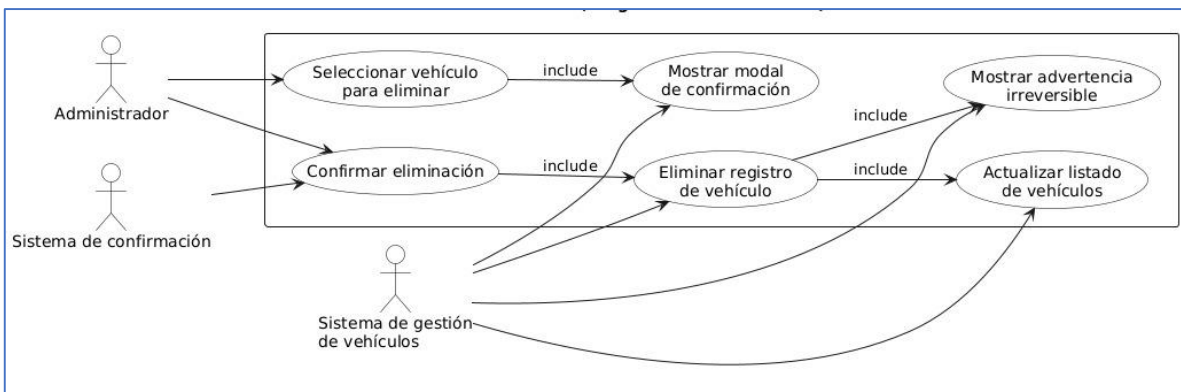 Seleccionar vehículo
para eliminar
include
Mostrar modal
de confirmación
Mostrar advertencia
irreversible
Administrador
include
Confirmar eliminación
include
Eliminar registro
de vehículo
include
Actualizar listado
de vehículos
Sistema de confirmación
Sistema de gestión
de vehículos